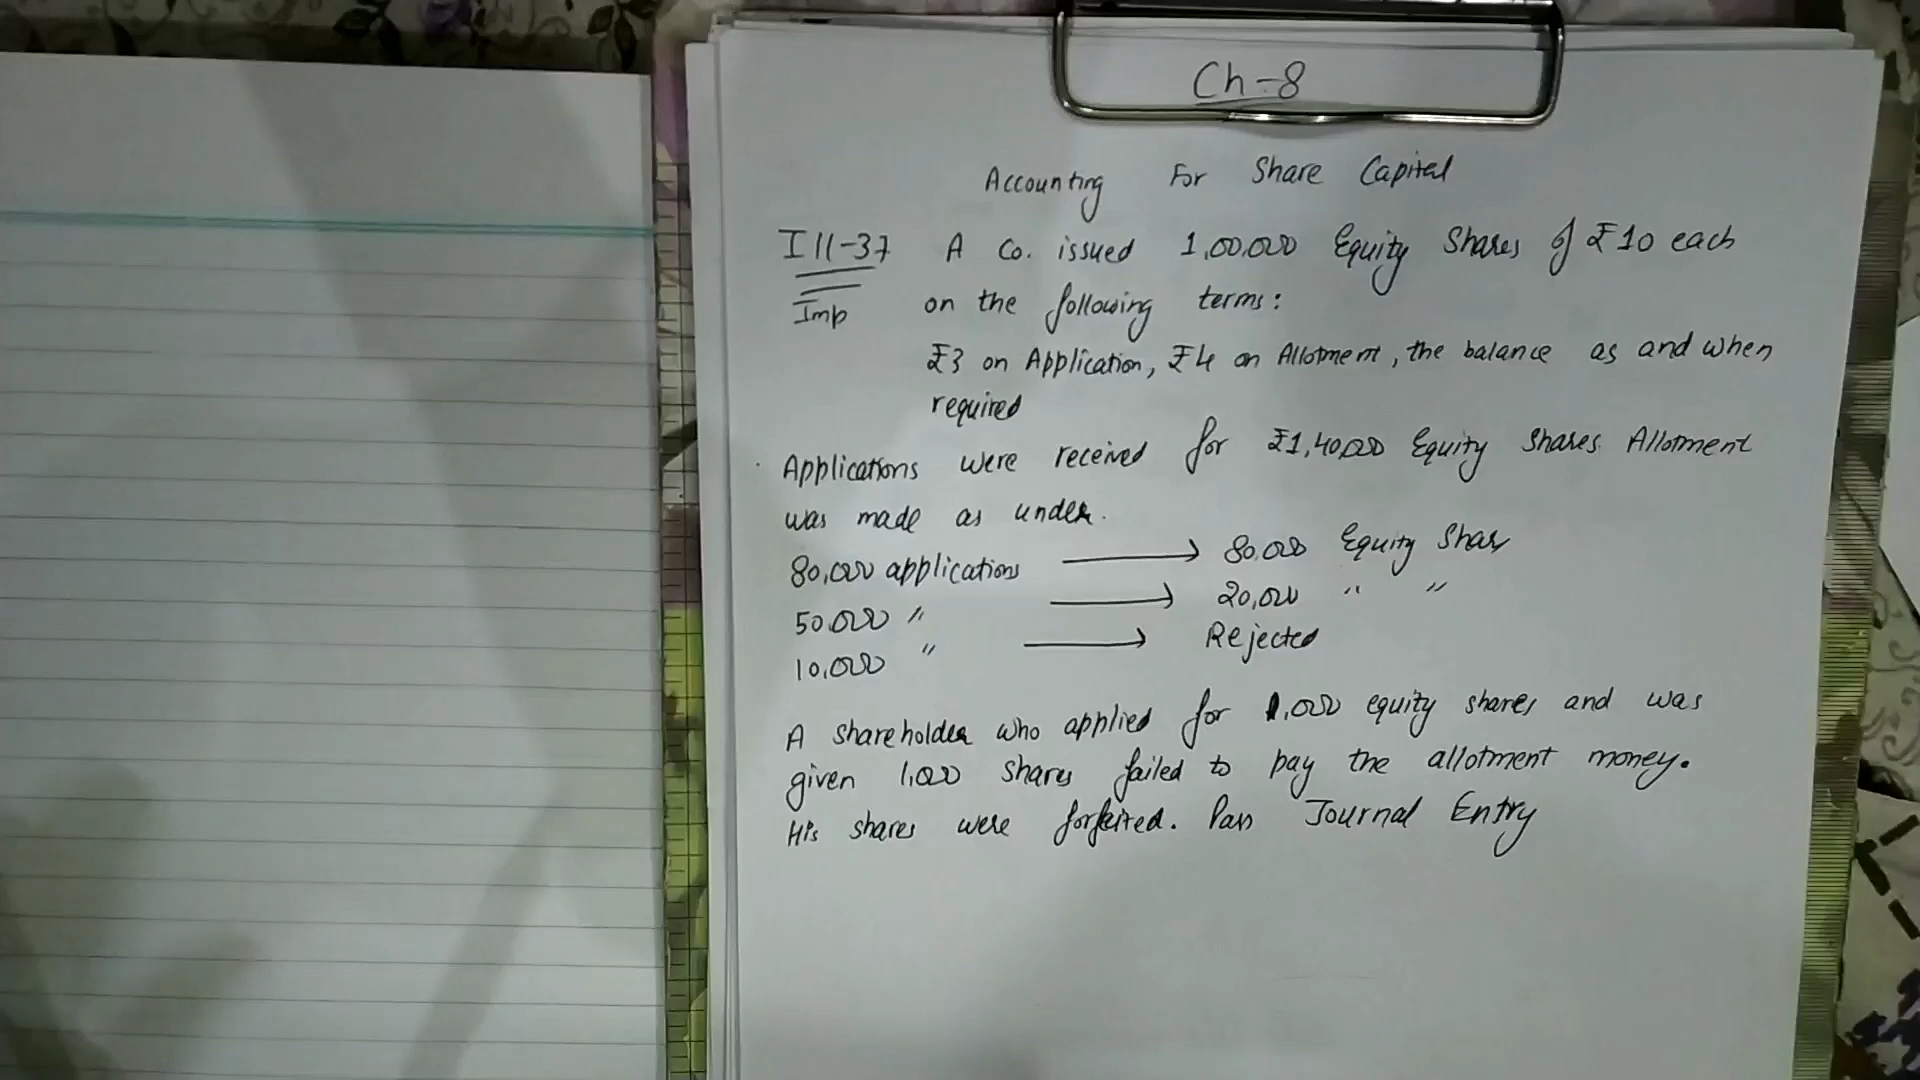 Ch-8
Accounting For Share Capital
Ill-37 A Co. issued 1,00,000 Equity Shares of ₹10 each
Imp on the following terms:
₹3 on Application, ₹4 on Allotment, the balance as and when
required
Applications were received for ₹1,40,000 Equity Shares. Allotment
was made as under.
80,000 applications → 80,000 Equity Share
50,000 " → 20,000 " "
10,000 " → Rejected
A shareholder who applied for 1,000 equity shares and was
given 1,000 shares failed to pay the allotment money.
His shares were forfeited. Pass Journal Entry